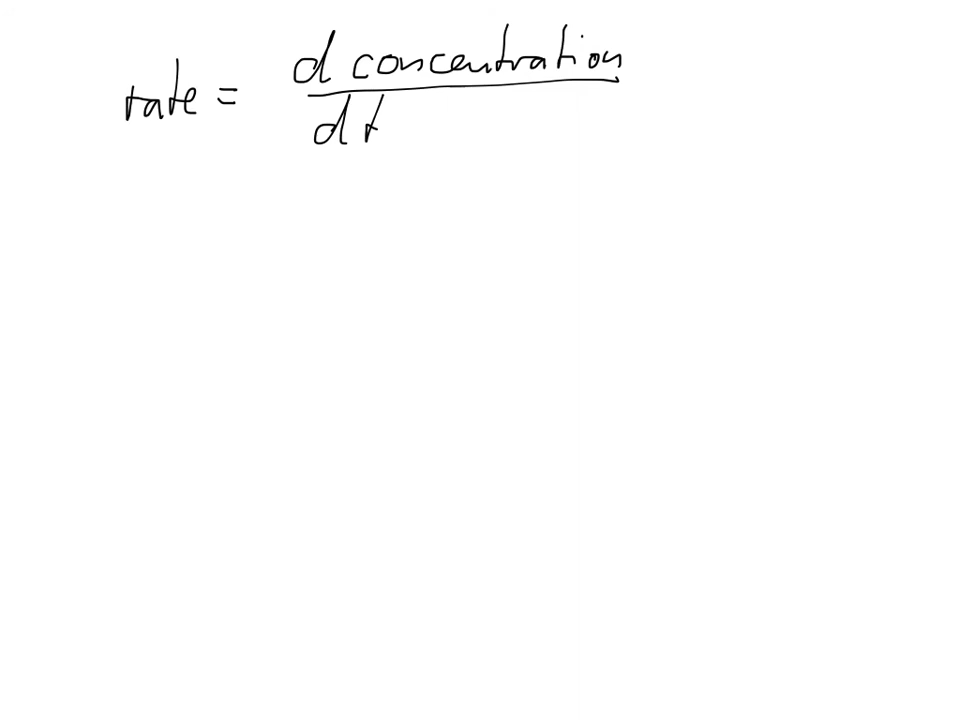 rate = d concentration / dt